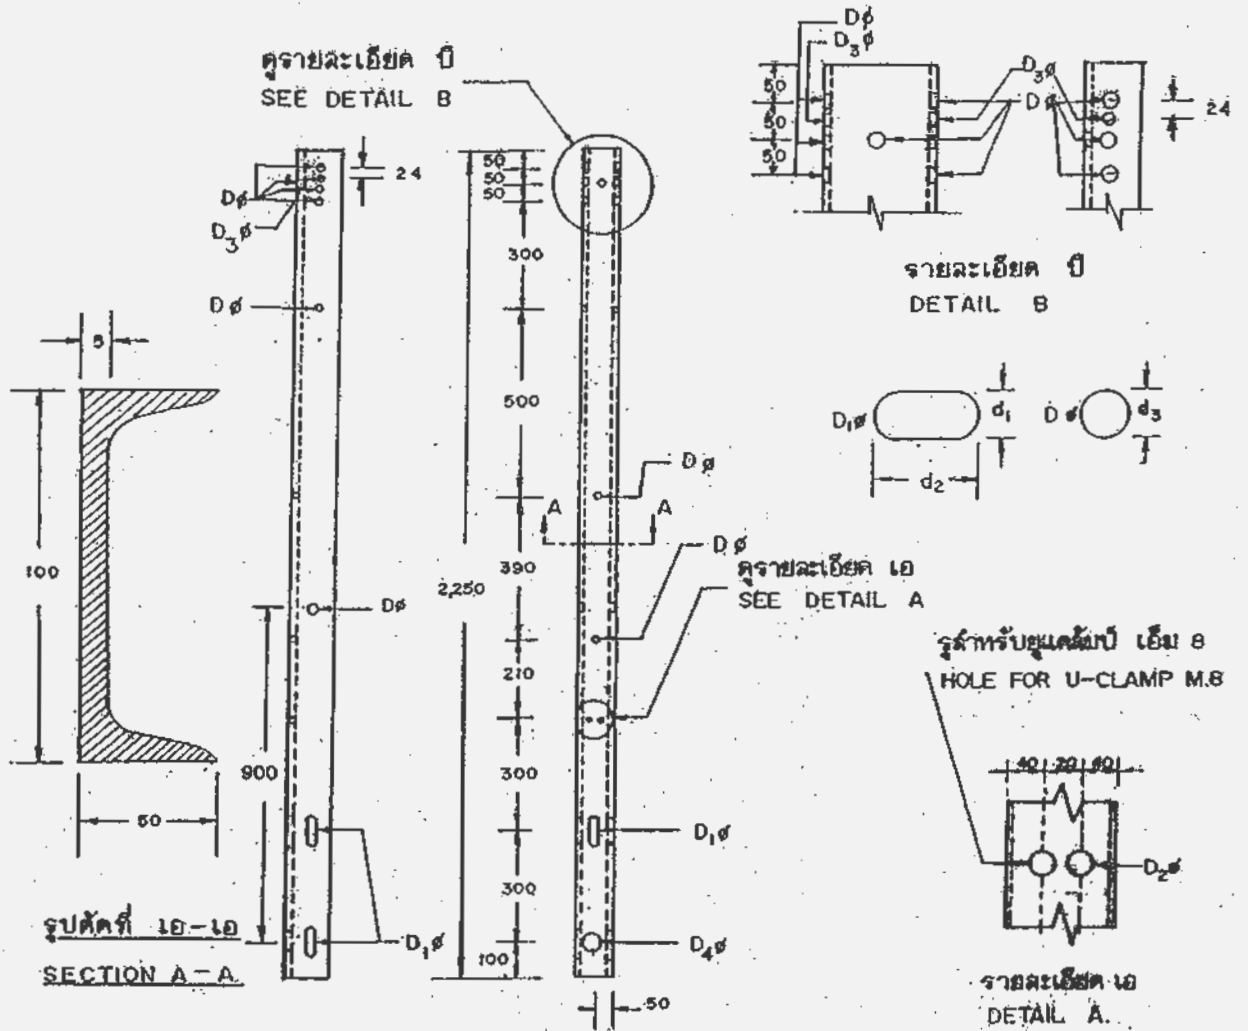 ดูรายละเอียด บี
SEE DETAIL B
24
Dø
D₃ø
Dø
5
100
50
รูปตัดที่ เอ-เอ
SECTION A-A
Dø
900
D₁ø
2,250
50
50
50
300
500
390
210
300
300
100
Dø
A A
Dø
ดูรายละเอียด เอ
SEE DETAIL A
D₁ø
D₄ø
50
Dø
D₃ø
50
50
50
D₃ø
Dø
24
รายละเอียด บี
DETAIL B
D₁ø
d₁
d₂
Dø
d₃
รูสำหรับยูแคล้มป์ เอ็ม 8
HOLE FOR U-CLAMP M.8
40 20 40
D₂ø
รายละเอียด เอ
DETAIL A.